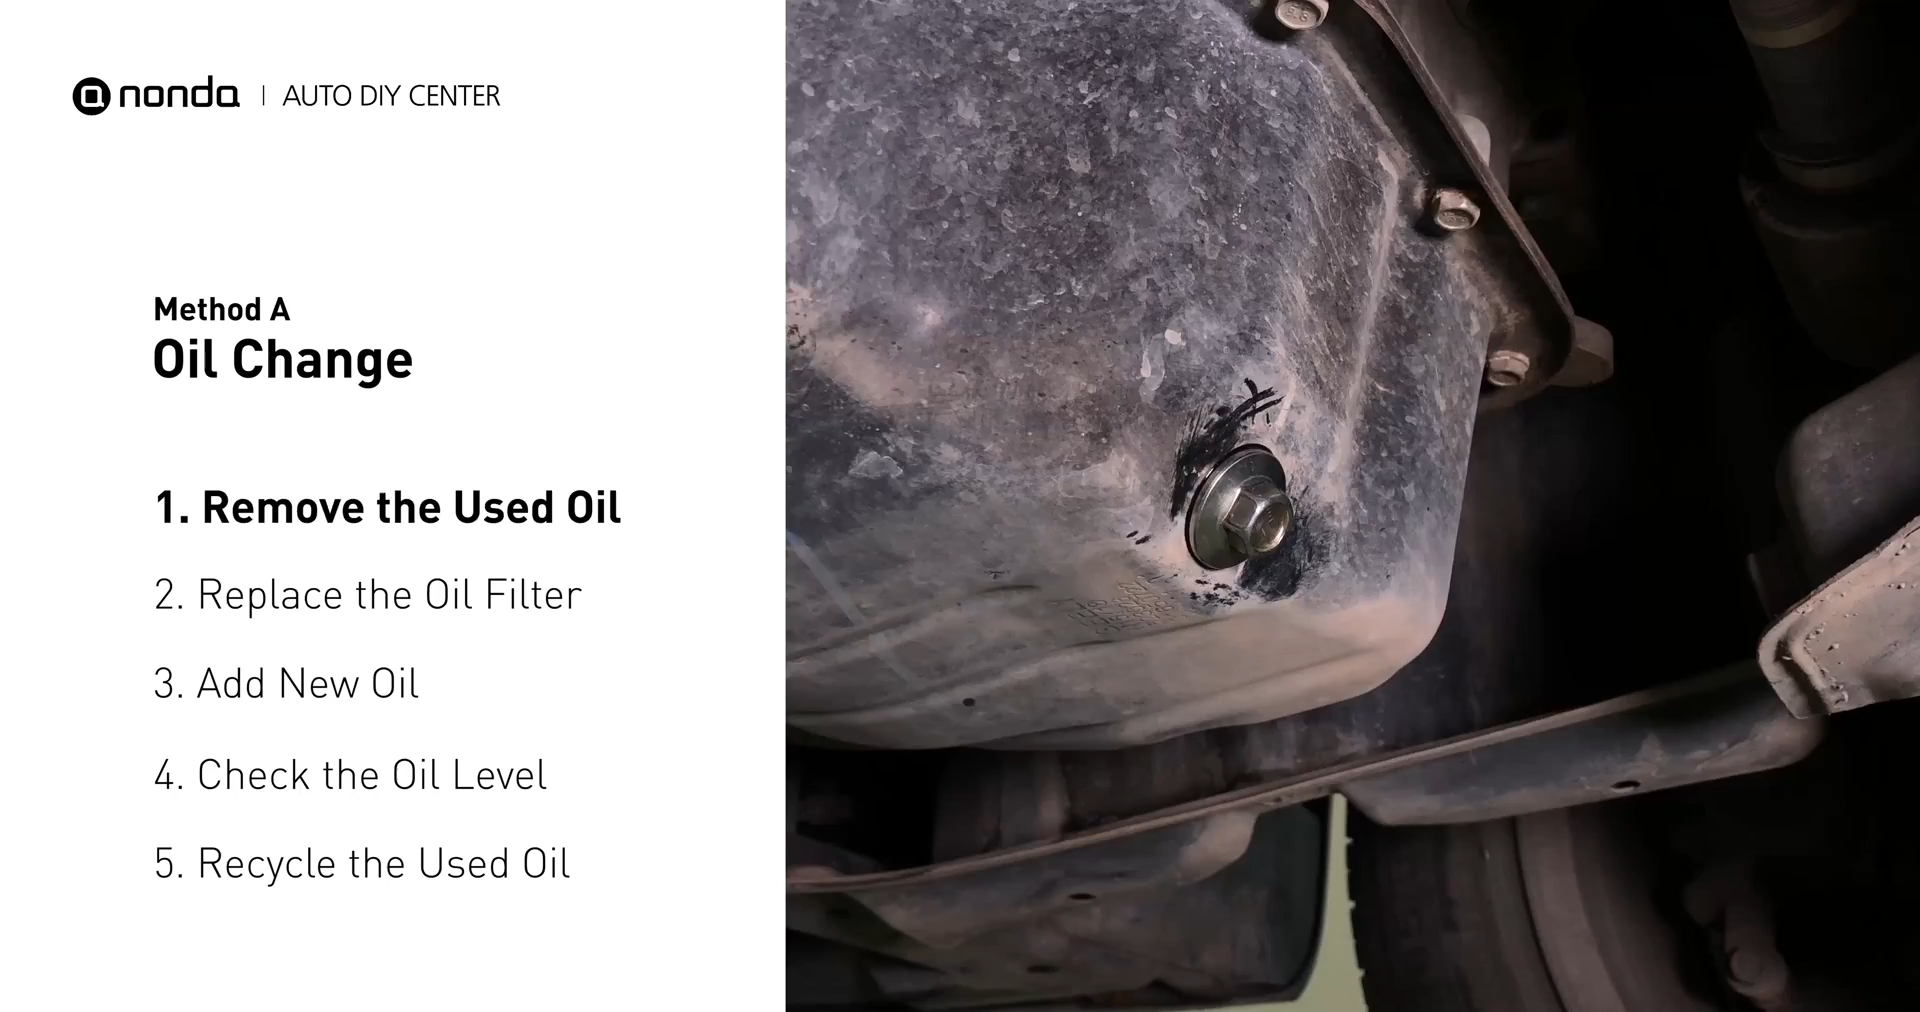 nonda | AUTO DIY CENTER
Method A
Oil Change
1. Remove the Used Oil
2. Replace the Oil Filter
3. Add New Oil
4. Check the Oil Level
5. Recycle the Used Oil